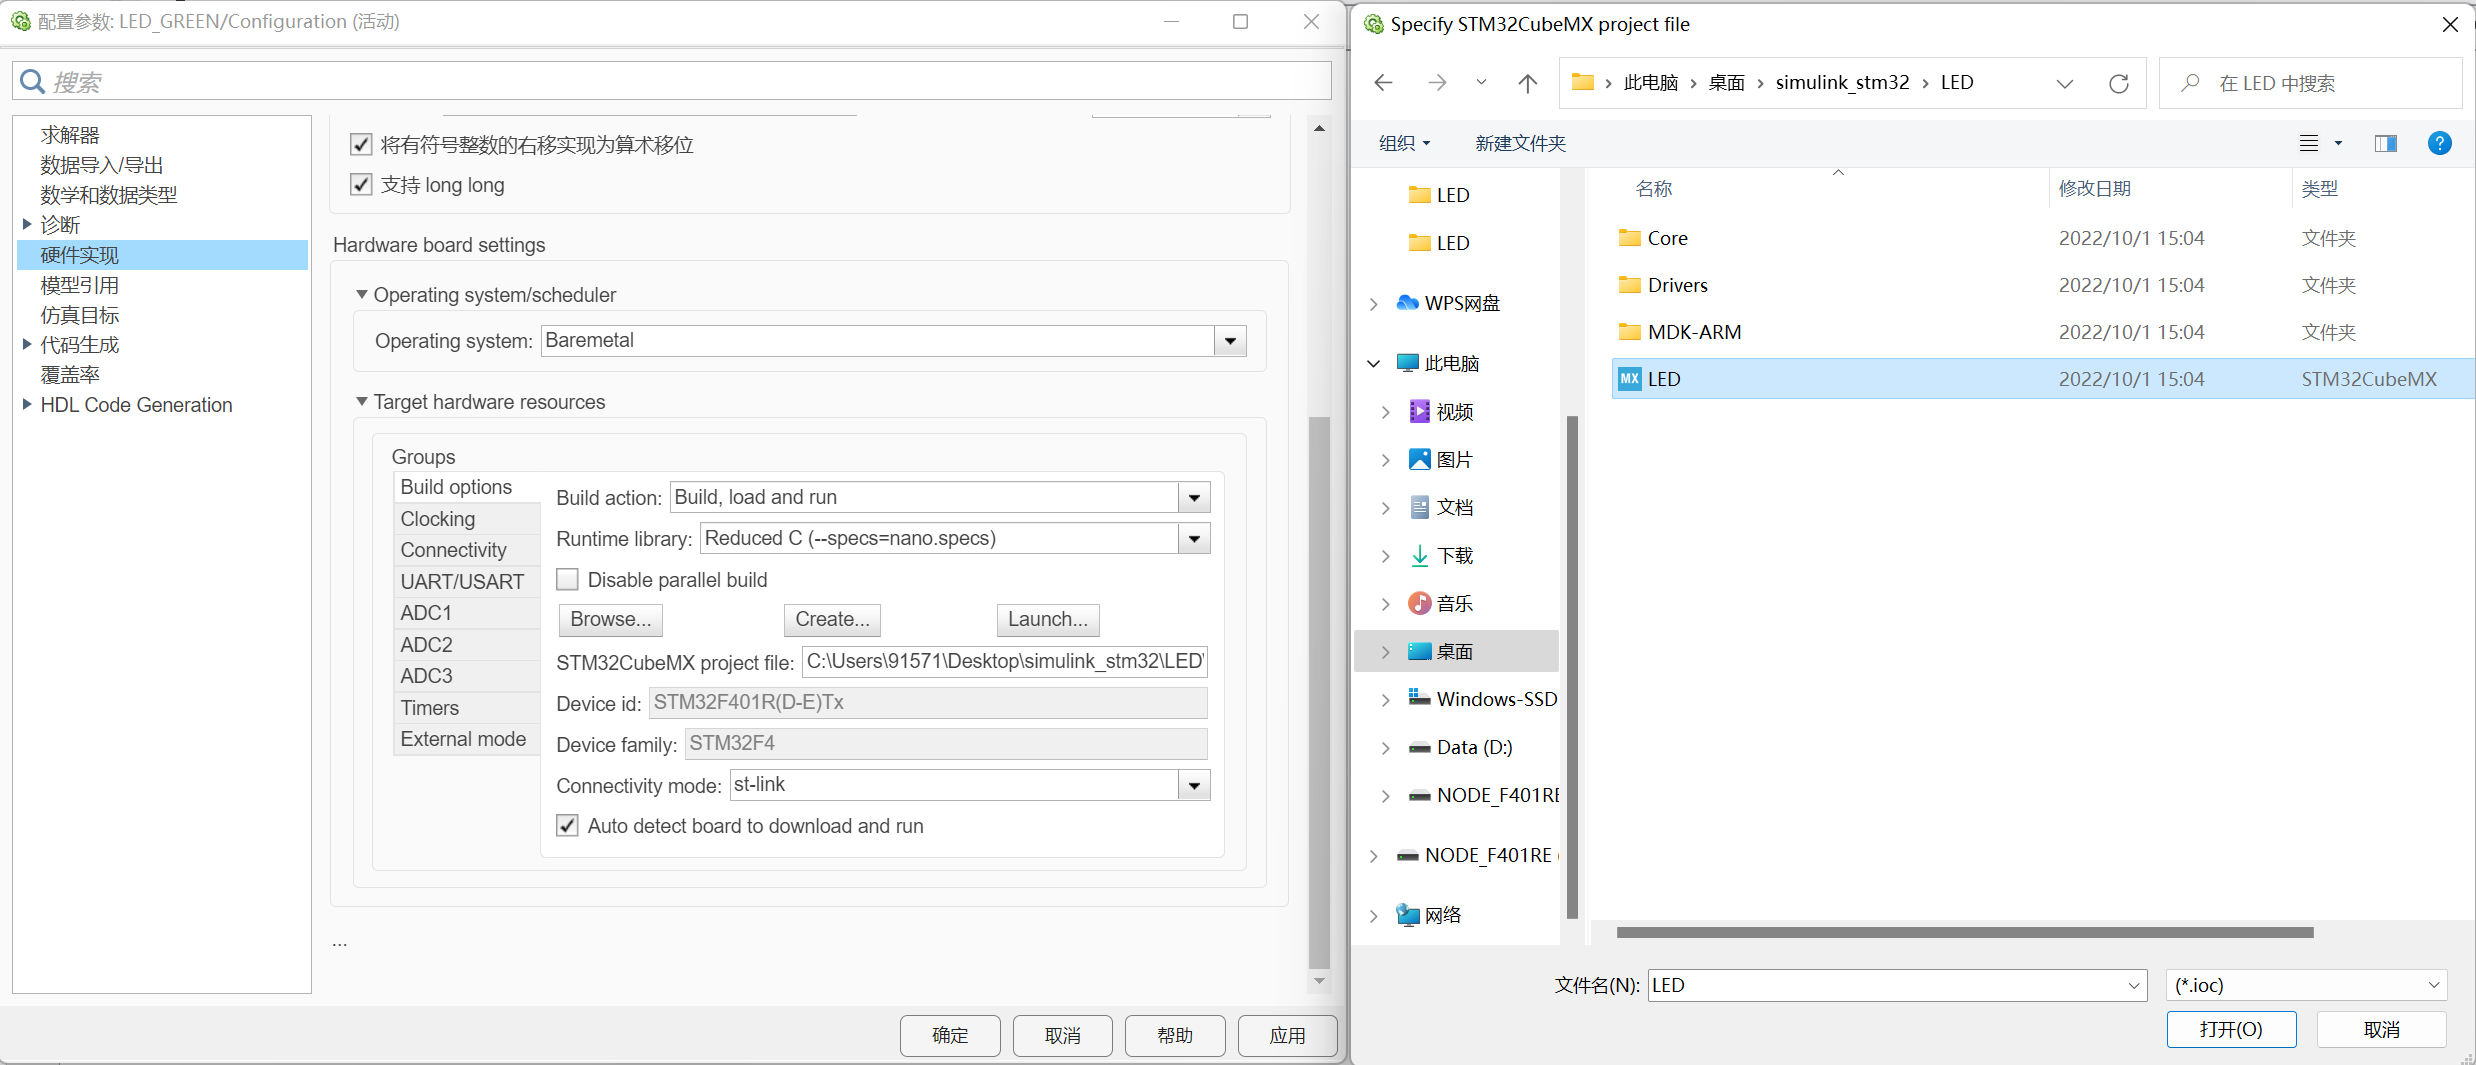 配置参数: LED_GREEN/Configuration (活动)
搜索
求解器
数据导入/导出
数学和数据类型
诊断
硬件实现
模型引用
仿真目标
代码生成
覆盖率
HDL Code Generation
将有符号整数的右移实现为算术移位
支持 long long
Hardware board settings
Operating system/scheduler
Operating system: Baremetal
Target hardware resources
Groups
Build options
Clocking
Connectivity
UART/USART
ADC1
ADC2
ADC3
Timers
External mode
Build action: Build, load and run
Runtime library: Reduced C (--specs=nano.specs)
Disable parallel build
Browse... Create... Launch...
STM32CubeMX project file: C:\Users\91571\Desktop\simulink_stm32\LED\
Device id: STM32F401R(D-E)Tx
Device family: STM32F4
Connectivity mode: st-link
Auto detect board to download and run
...
确定 取消 帮助 应用
Specify STM32CubeMX project file
此电脑 › 桌面 › simulink_stm32 › LED
在 LED 中搜索
组织 新建文件夹
LED
LED
WPS网盘
此电脑
视频
图片
文档
下载
音乐
桌面
Windows-SSD
Data (D:)
NODE_F401RE
NODE_F401RE (
网络
名称 修改日期 类型
Core 2022/10/1 15:04 文件夹
Drivers 2022/10/1 15:04 文件夹
MDK-ARM 2022/10/1 15:04 文件夹
MX LED 2022/10/1 15:04 STM32CubeMX
文件名(N): LED (*.ioc)
打开(O) 取消